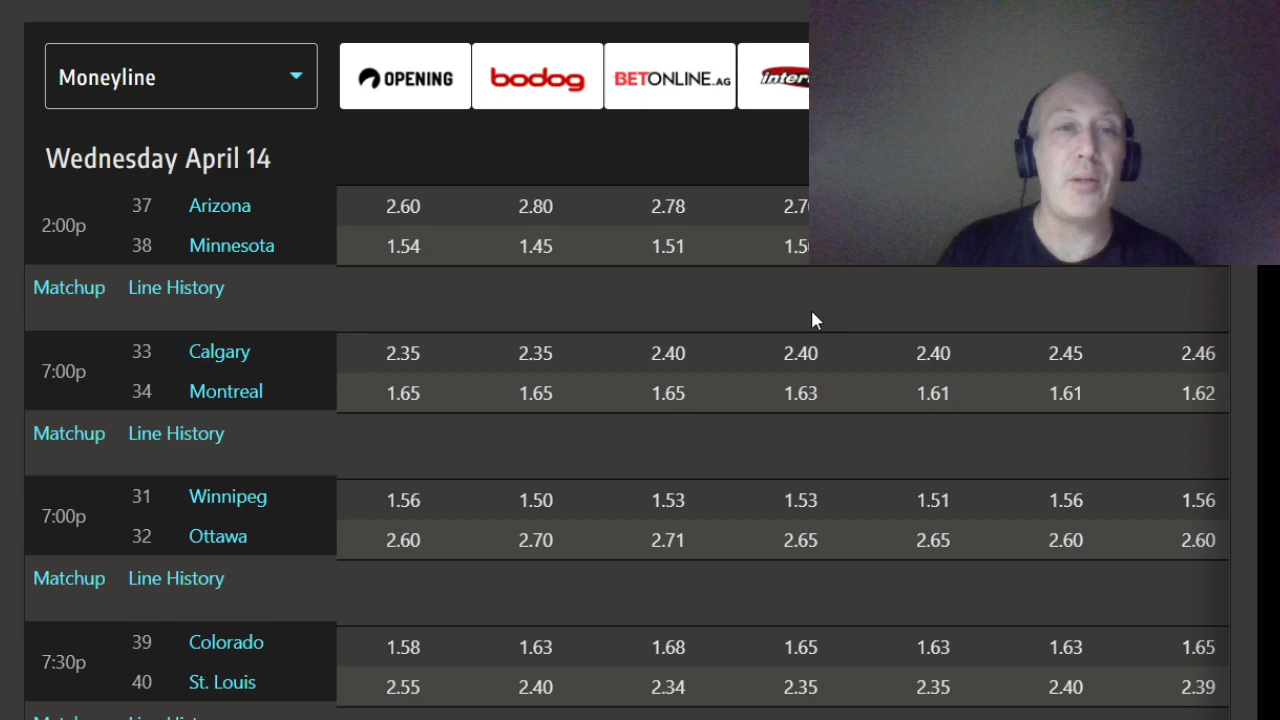 Moneyline OPENING bodog BETONLINE.AG
Wednesday April 14
2:00p 37 Arizona 2.60 2.80 2.78
38 Minnesota 1.54 1.45 1.51
Matchup Line History
7:00p 33 Calgary 2.35 2.35 2.40 2.40 2.40 2.45 2.46
34 Montreal 1.65 1.65 1.65 1.63 1.61 1.61 1.62
Matchup Line History
7:00p 31 Winnipeg 1.56 1.50 1.53 1.53 1.51 1.56 1.56
32 Ottawa 2.60 2.70 2.71 2.65 2.65 2.60 2.60
Matchup Line History
7:30p 39 Colorado 1.58 1.63 1.68 1.65 1.63 1.63 1.65
40 St. Louis 2.55 2.40 2.34 2.35 2.35 2.40 2.39